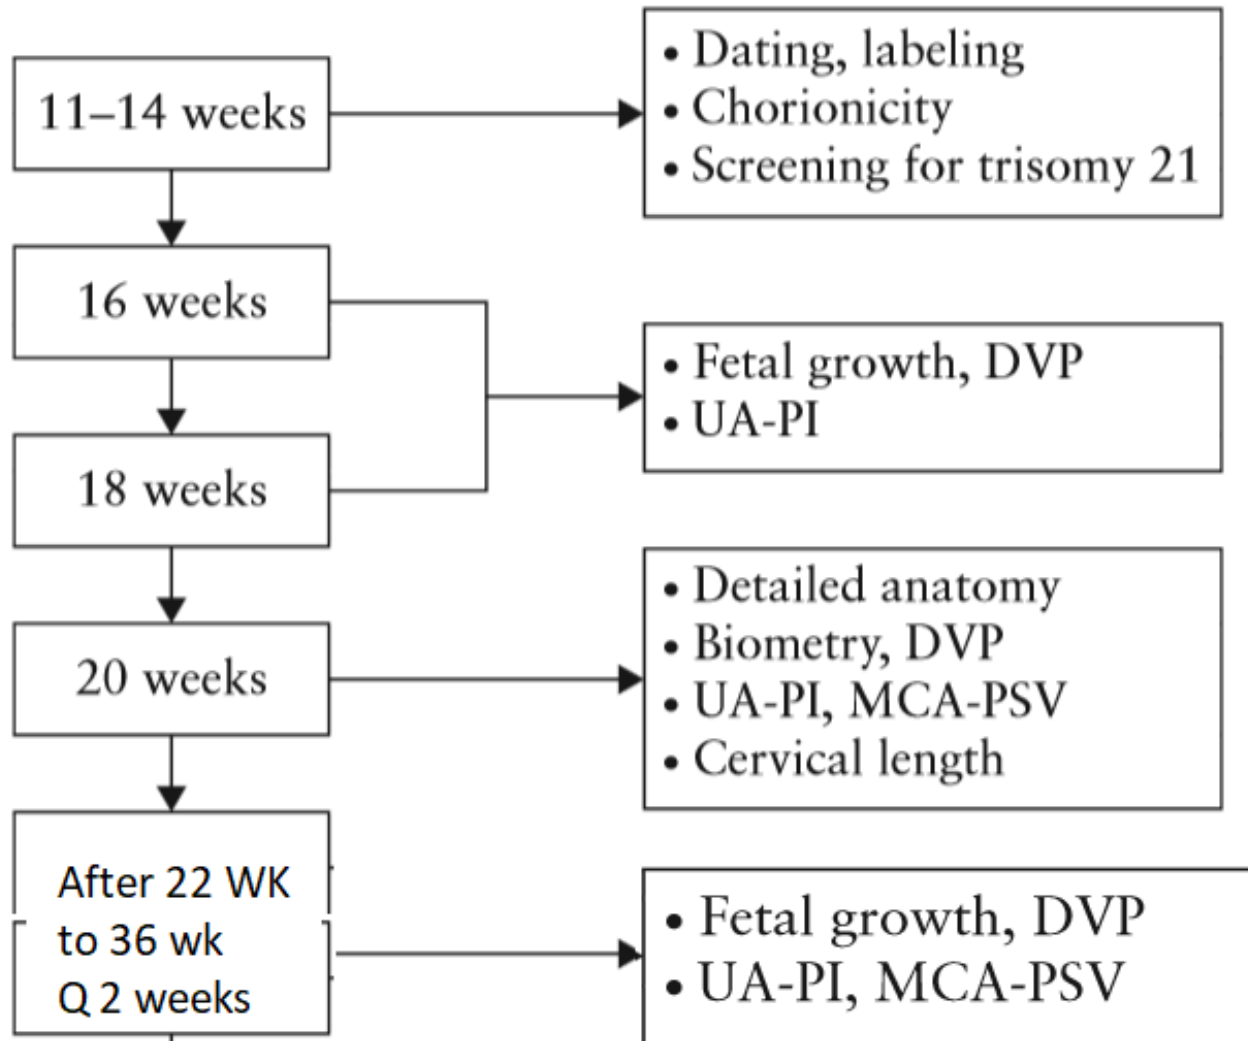 11–14 weeks
• Dating, labeling
• Chorionicity
• Screening for trisomy 21
16 weeks
18 weeks
• Fetal growth, DVP
• UA-PI
20 weeks
• Detailed anatomy
• Biometry, DVP
• UA-PI, MCA-PSV
• Cervical length
After 22 WK
to 36 wk
Q 2 weeks
• Fetal growth, DVP
• UA-PI, MCA-PSV